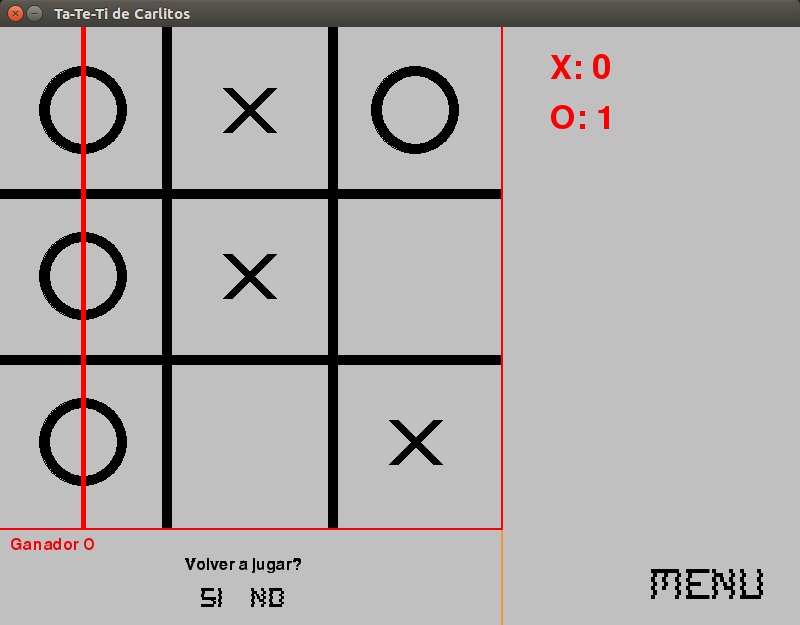 Ta-Te-Ti de Carlitos
X: 0
O: 1
Ganador O
Volver a jugar?
SI NO
MENU